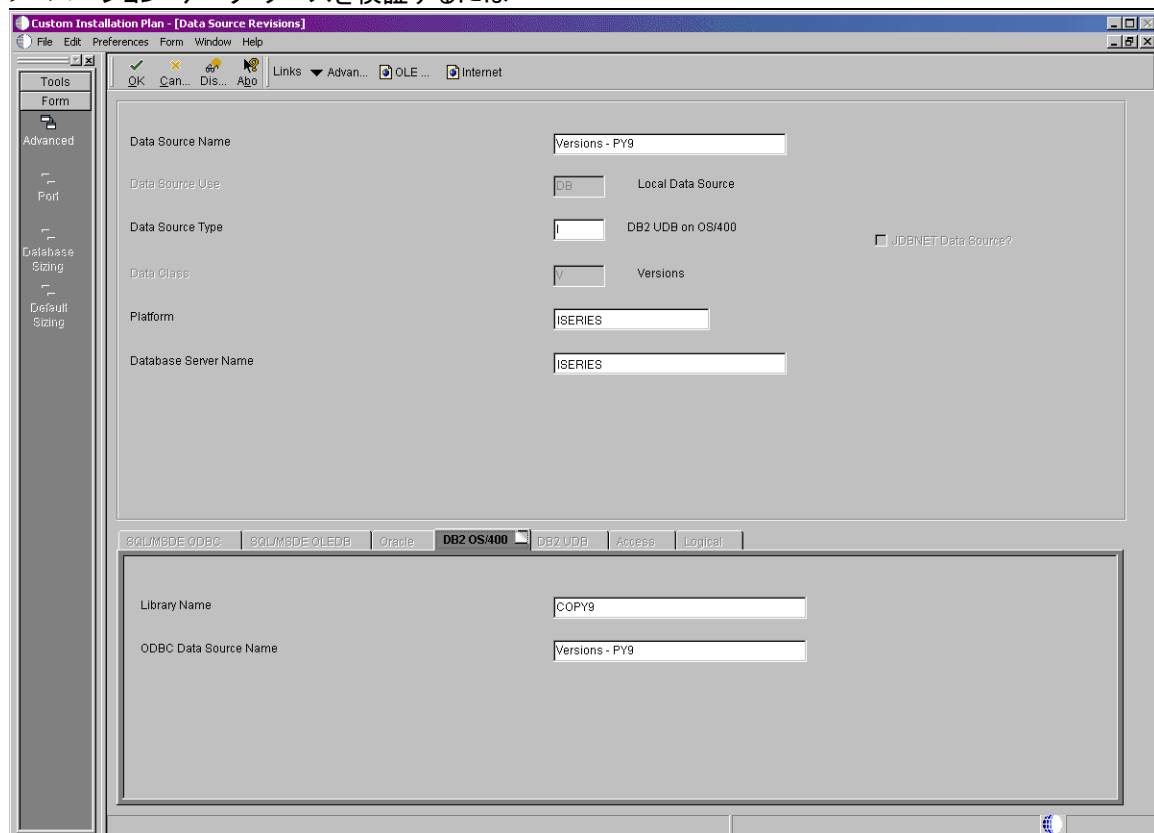 Custom Installation Plan - [Data Source Revisions]
File Edit Preferences Form Window Help
OK Can... Dis... Abo Links Advan... OLE ... Internet
Tools
Form
Advanced
Port
Database Sizing
Default Sizing
Data Source Name Versions - PY9
Data Source Use DB Local Data Source
Data Source Type I DB2 UDB on OS/400
JDBNET Data Source?
Data Class V Versions
Platform ISERIES
Database Server Name ISERIES
SQL/MSDE ODBC SQL/MSDE OLEDB Oracle DB2 OS/400 DB2 UDB Access Logical
Library Name COPY9
ODBC Data Source Name Versions - PY9